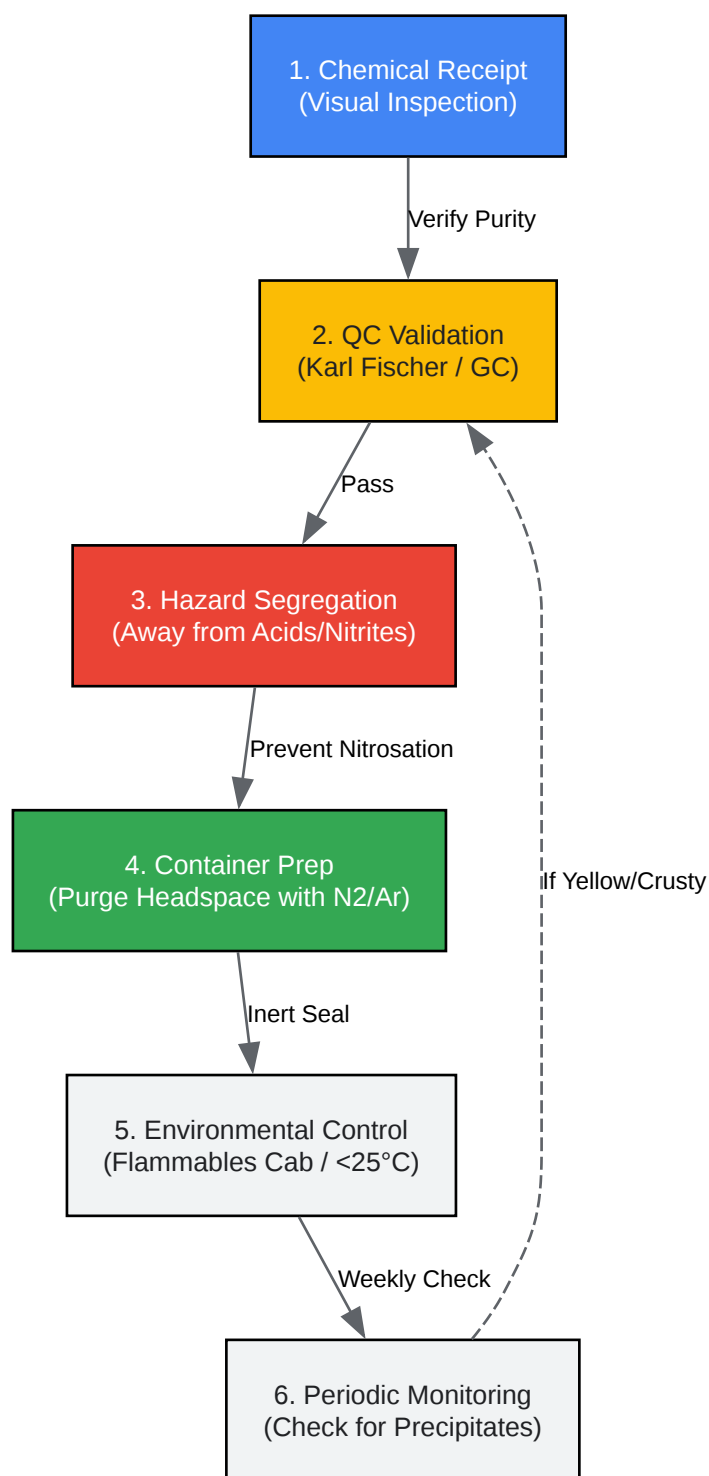 1. Chemical Receipt
(Visual Inspection)
Verify Purity
2. QC Validation
(Karl Fischer / GC)
Pass
3. Hazard Segregation
(Away from Acids/Nitrites)
Prevent Nitrosation
4. Container Prep
(Purge Headspace with N2/Ar)
If Yellow/Crusty
Inert Seal
5. Environmental Control
(Flammables Cab / <25°C)
Weekly Check
6. Periodic Monitoring
(Check for Precipitates)